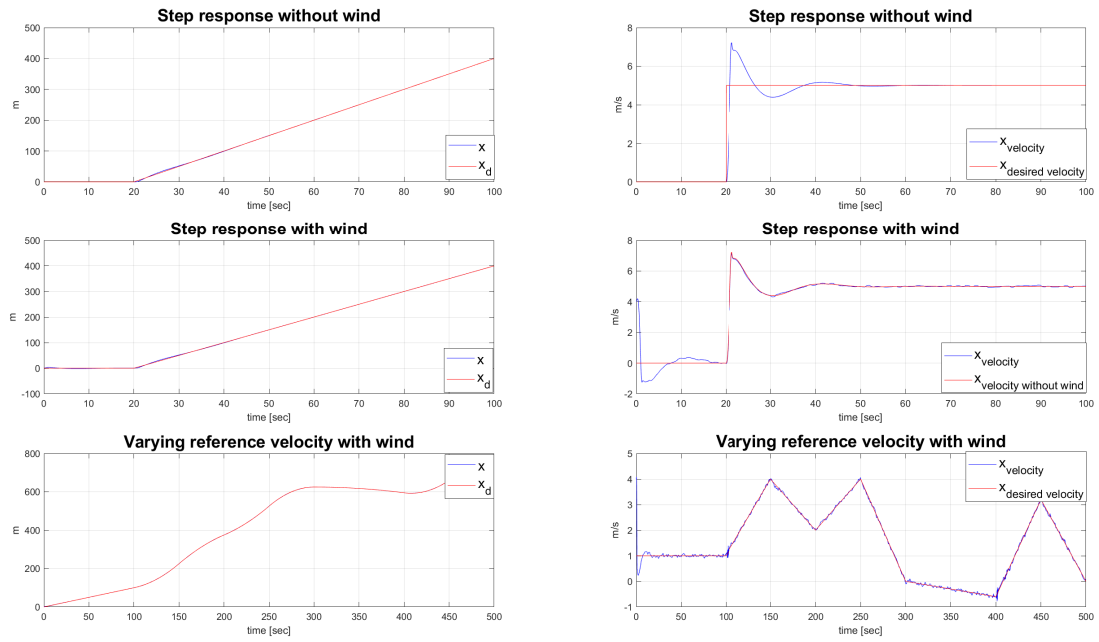 Step response without wind
500
400
300
200
100
0
m
0 10 20 30 40 50 60 70 80 90 100
time [sec]
x
x_d
Step response without wind
8
6
4
2
0
m/s
0 10 20 30 40 50 60 70 80 90 100
time [sec]
x_velocity
x_desired velocity
Step response with wind
500
400
300
200
100
0
-100
m
0 10 20 30 40 50 60 70 80 90 100
time [sec]
x
x_d
Step response with wind
8
6
4
2
0
-2
m/s
0 10 20 30 40 50 60 70 80 90 100
time [sec]
x_velocity
x_velocity without wind
Varying reference velocity with wind
800
600
400
200
0
m
0 50 100 150 200 250 300 350 400 450 500
time [sec]
x
x_d
Varying reference velocity with wind
5
4
3
2
1
0
-1
m/s
0 50 100 150 200 250 300 350 400 450 500
time [sec]
x_velocity
x_desired velocity